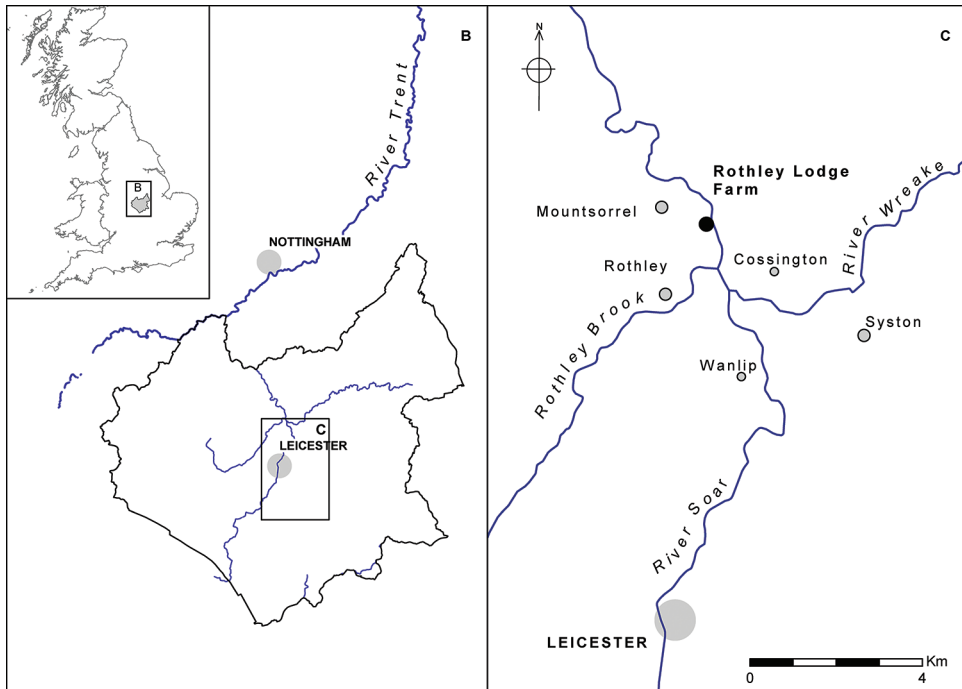 B
B
River Trent
NOTTINGHAM
C
LEICESTER
C
N
Rothley Lodge
Farm
Mountsorrel
River Wreake
Cossington
Rothley
Rothley Brook
Syston
Wanlip
River Soar
LEICESTER
Km
0
4